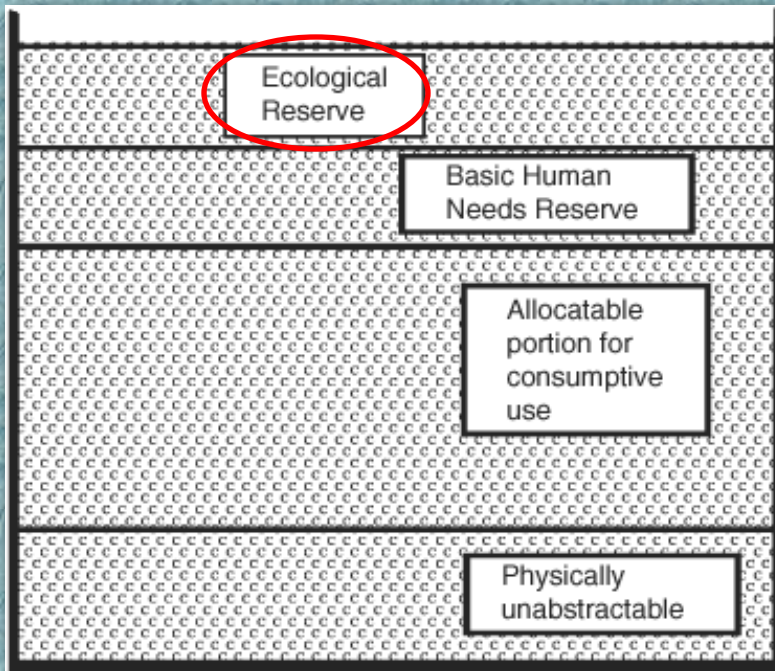 Ecological
Reserve
Basic Human
Needs Reserve
Allocatable
portion for
consumptive
use
Physically
unabstractable